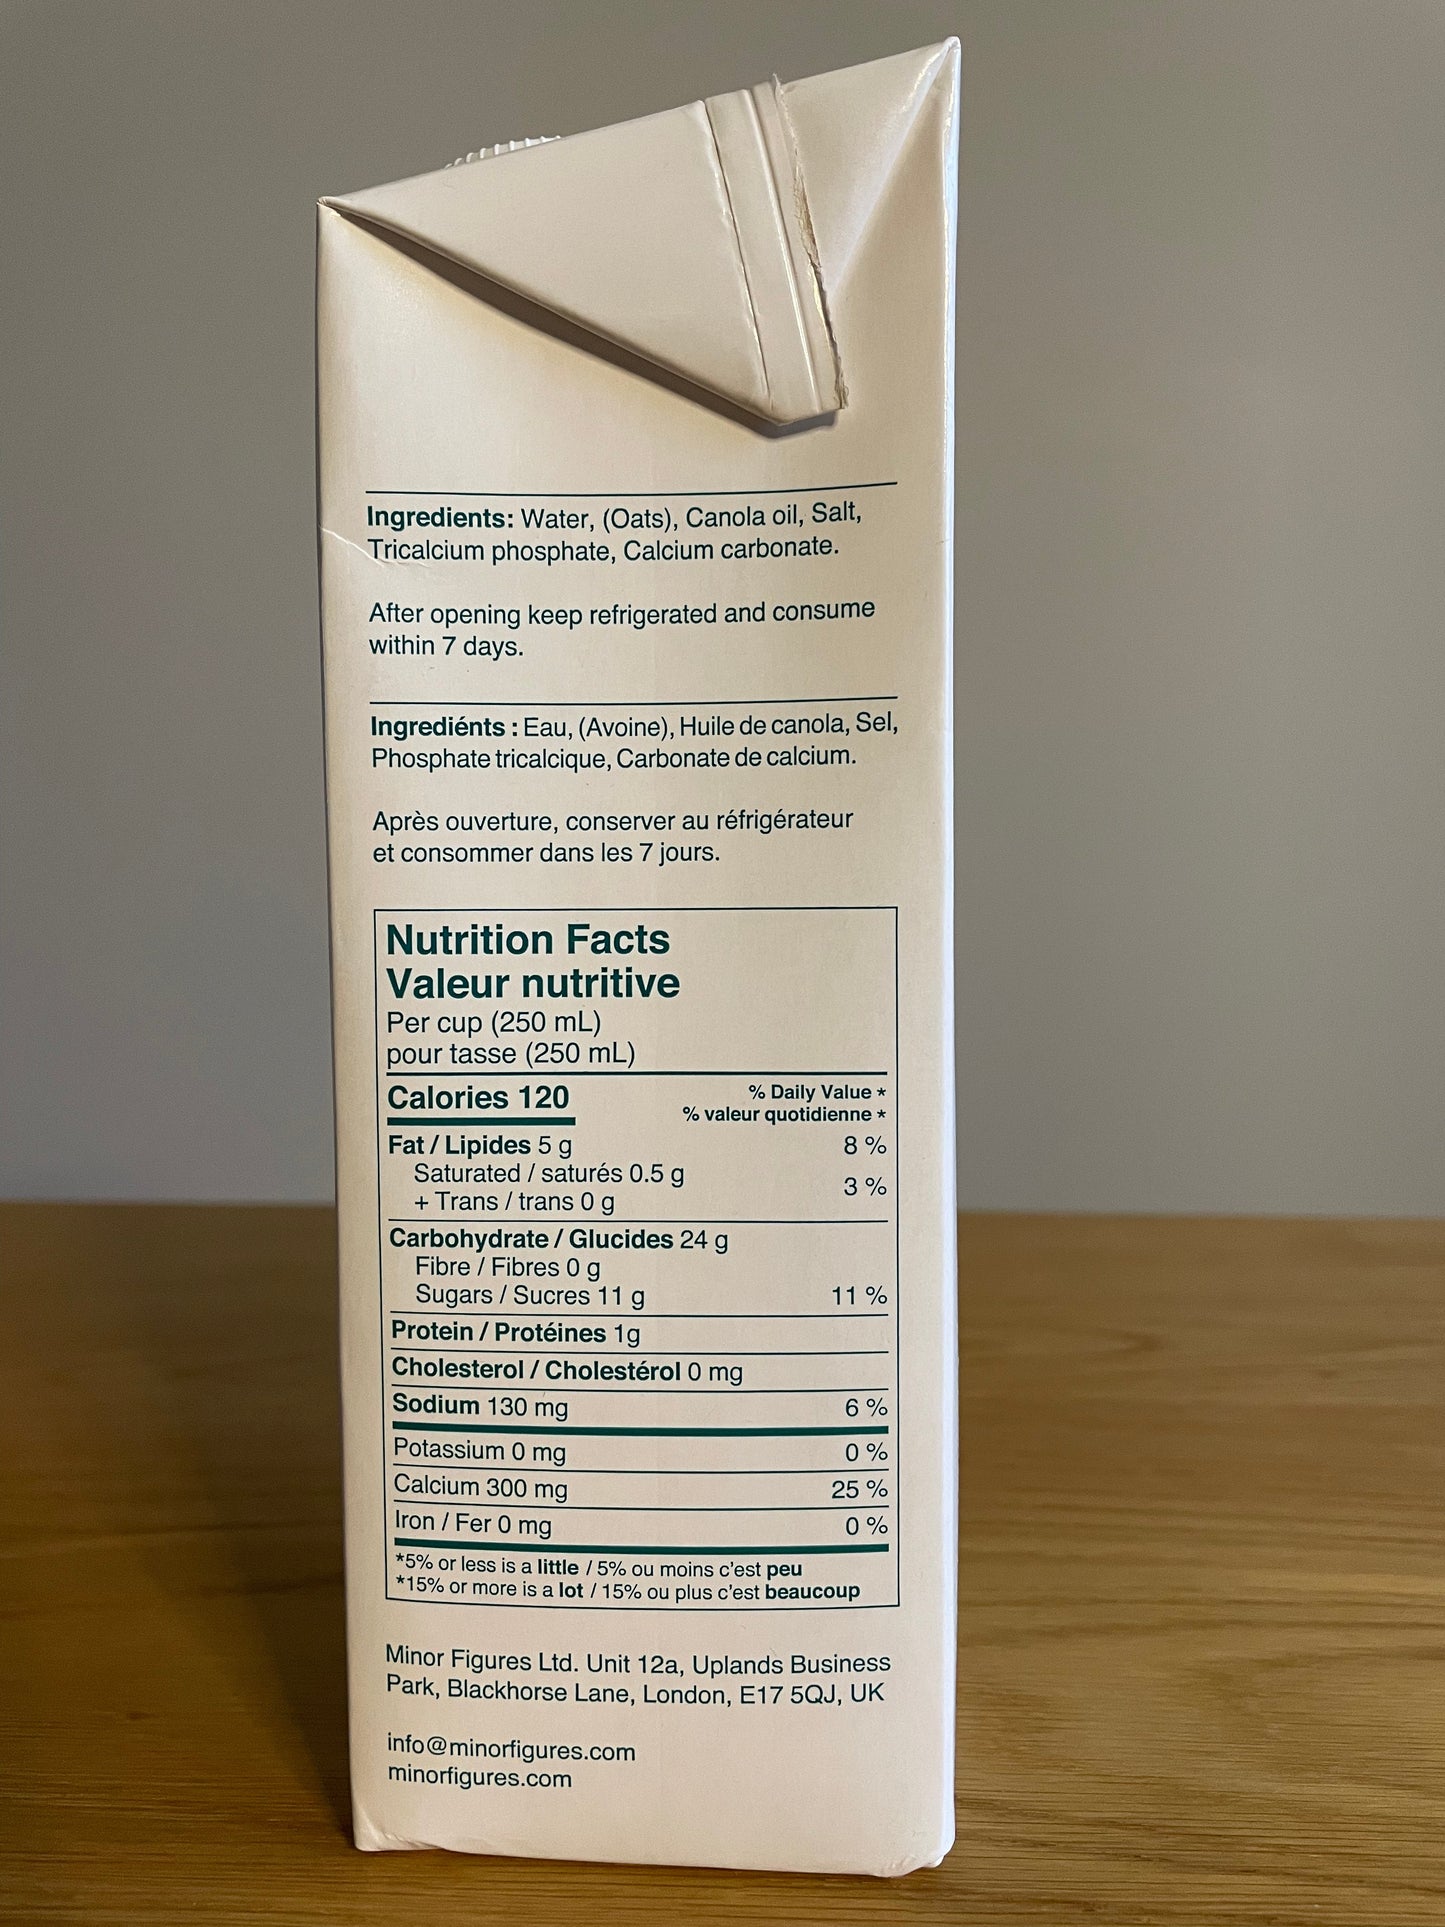 Ingredients: Water, (Oats), Canola oil, Salt,
Tricalcium phosphate, Calcium carbonate.
After opening keep refrigerated and consume
within 7 days.
Ingrediénts : Eau, (Avoine), Huile de canola, Sel,
Phosphate tricalcique, Carbonate de calcium.
Après ouverture, conserver au réfrigérateur
et consommer dans les 7 jours.
Nutrition Facts
Valeur nutritive
Per cup (250 mL)
pour tasse (250 mL)
Calories 120
% Daily Value *
% valeur quotidienne *
Fat / Lipides 5 g 8 %
Saturated / saturés 0.5 g
+ Trans / trans 0 g 3 %
Carbohydrate / Glucides 24 g
Fibre / Fibres 0 g
Sugars / Sucres 11 g 11 %
Protein / Protéines 1g
Cholesterol / Cholestérol 0 mg
Sodium 130 mg 6 %
Potassium 0 mg 0 %
Calcium 300 mg 25 %
Iron / Fer 0 mg 0 %
*5% or less is a little / 5% ou moins c'est peu
*15% or more is a lot / 15% ou plus c'est beaucoup
Minor Figures Ltd. Unit 12a, Uplands Business
Park, Blackhorse Lane, London, E17 5QJ, UK
info@minorfigures.com
minorfigures.com